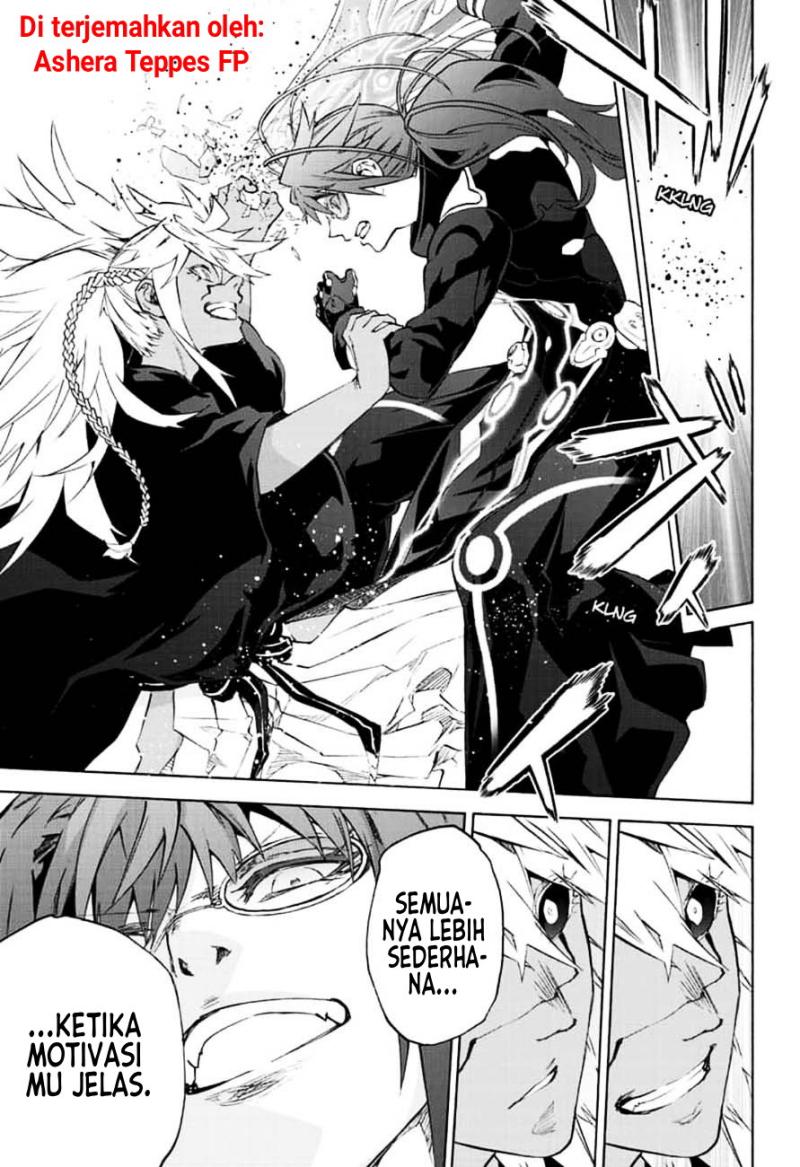 Di terjemahkan oleh:
Ashera Teppes FP
KKLNG
KLNG
SEMUA-
NYA LEBIH
SEDERHA-
NA...
...KETIKA
MOTIVASI
MU JELAS.